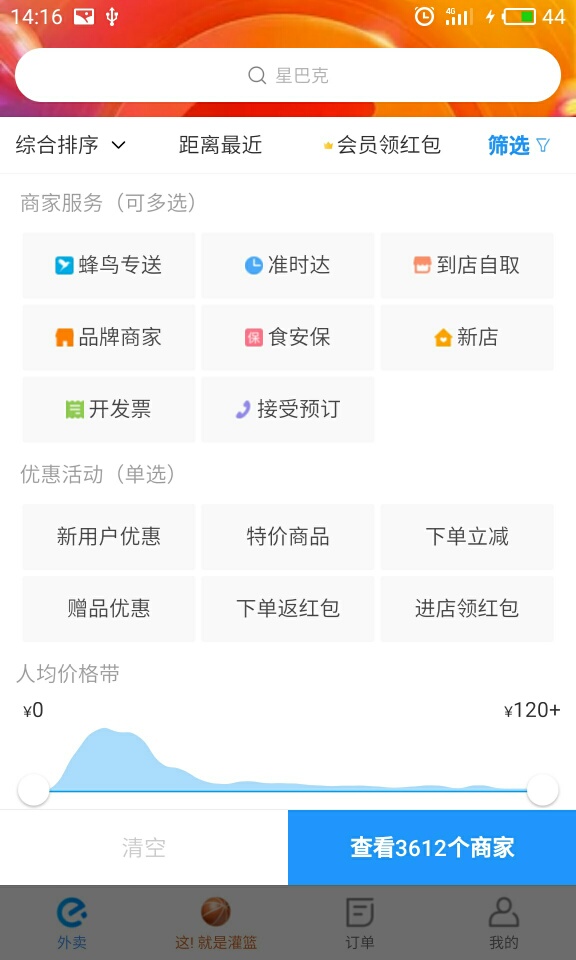 14:16 4G 44
星巴克
综合排序 距离最近 会员领红包 筛选
商家服务（可多选）
蜂鸟专送 准时达 到店自取
品牌商家 保 食安保 新店
开发票 接受预订
优惠活动（单选）
新用户优惠 特价商品 下单立减
赠品优惠 下单返红包 进店领红包
人均价格带
¥0 ¥120+
清空 查看3612个商家
外卖 这! 就是灌篮 订单 我的